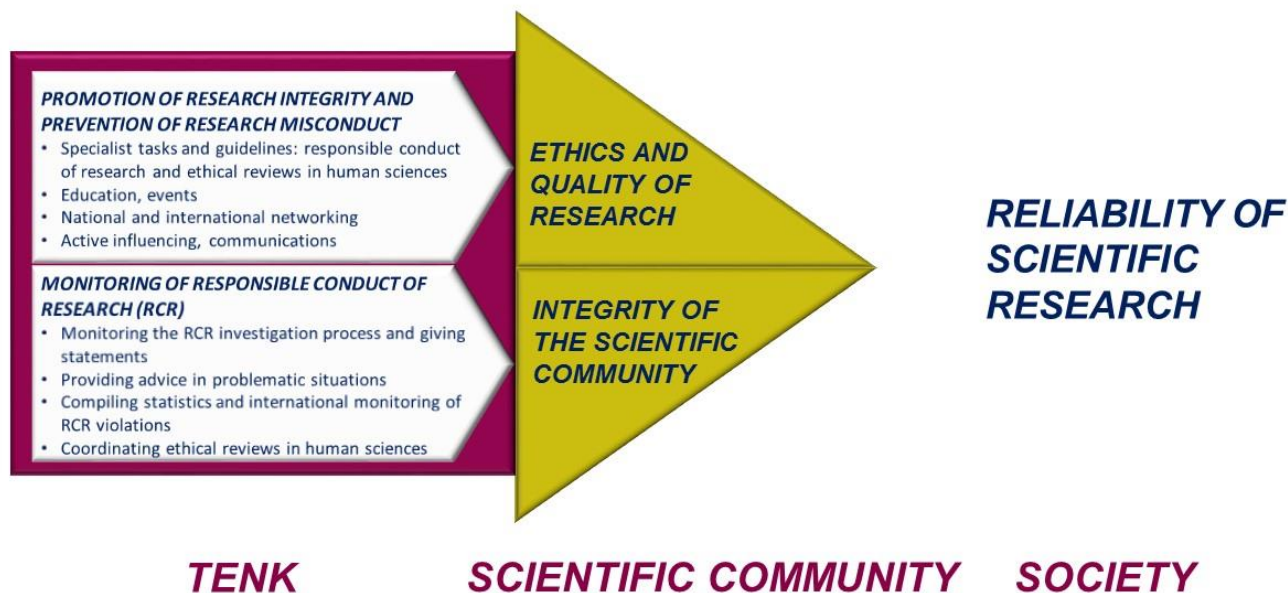 PROMOTION OF RESEARCH INTEGRITY AND
PREVENTION OF RESEARCH MISCONDUCT
• Specialist tasks and guidelines: responsible conduct
of research and ethical reviews in human sciences
• Education, events
• National and international networking
• Active influencing, communications
MONITORING OF RESPONSIBLE CONDUCT OF
RESEARCH (RCR)
• Monitoring the RCR investigation process and giving
statements
• Providing advice in problematic situations
• Compiling statistics and international monitoring of
RCR violations
• Coordinating ethical reviews in human sciences
ETHICS AND
QUALITY OF
RESEARCH
INTEGRITY OF
THE SCIENTIFIC
COMMUNITY
RELIABILITY OF
SCIENTIFIC
RESEARCH
TENK
SCIENTIFIC COMMUNITY
SOCIETY